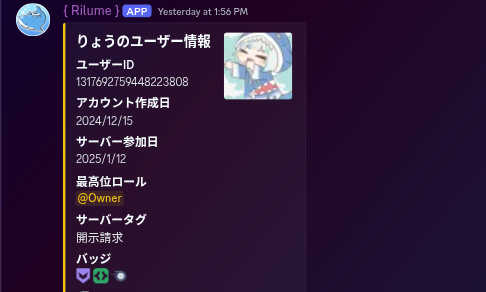 { Rilume } APP Yesterday at 1:56 PM
りょうのユーザー情報
ユーザーID
1317692759448223808
アカウント作成日
2024/12/15
サーバー参加日
2025/1/12
最高位ロール
@Owner
サーバータグ
開示請求
バッジ